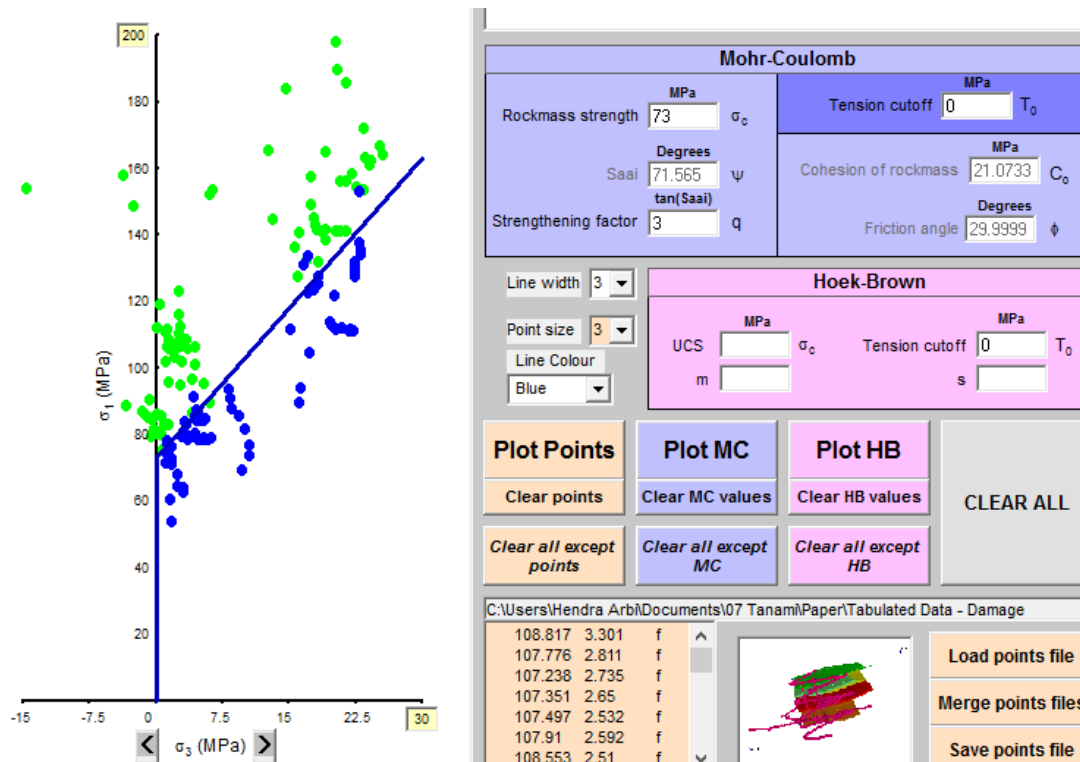 200
180
160
140
120
100
80
60
40
20
σ1 (MPa)
-15 -7.5 0 7.5 15 22.5 30
< σ3 (MPa) >
Mohr-Coulomb
MPa
Rockmass strength 73 σc
Degrees
Saai 71.565 ψ
tan(Saai)
Strengthening factor 3 q
MPa
Tension cutoff 0 T0
MPa
Cohesion of rockmass 21.0733 Co
Degrees
Friction angle 29.9999 ϕ
Line width 3
Point size 3
Line Colour
Blue
Hoek-Brown
MPa
UCS σc
m
MPa
Tension cutoff 0 T0
s
Plot Points
Clear points
Clear all except
points
Plot MC
Clear MC values
Clear all except
MC
Plot HB
Clear HB values
Clear all except
HB
CLEAR ALL
C:\Users\Hendra Arbi\Documents\07 Tanami\Paper\Tabulated Data - Damage
108.817 3.301 f
107.776 2.811 f
107.238 2.735 f
107.351 2.65 f
107.497 2.532 f
107.91 2.592 f
108.553 2.51 f
Load points file
Merge points files
Save points file